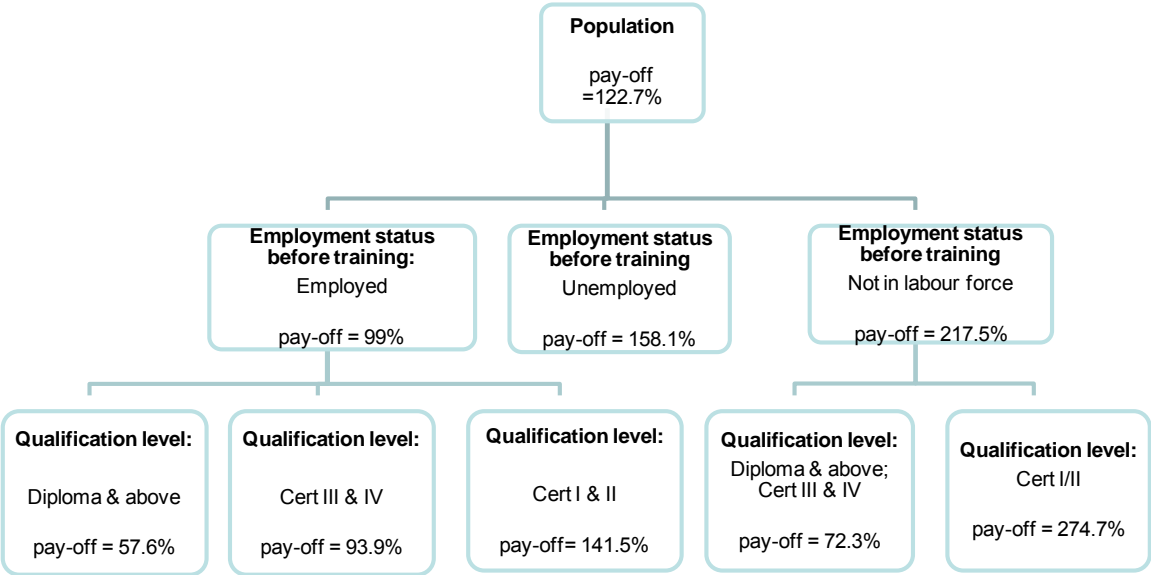 Population
pay-off
=122.7%
Employment status
before training:
Employed
pay-off = 99%
Employment status
before training
Unemployed
pay-off = 158.1%
Employment status
before training
Not in labour force
pay-off = 217.5%
Qualification level:
Diploma & above
pay-off = 57.6%
Qualification level:
Cert III & IV
pay-off = 93.9%
Qualification level:
Cert I & II
pay-off= 141.5%
Qualification level:
Diploma & above;
Cert III & IV
pay-off = 72.3%
Qualification level:
Cert I/II
pay-off = 274.7%